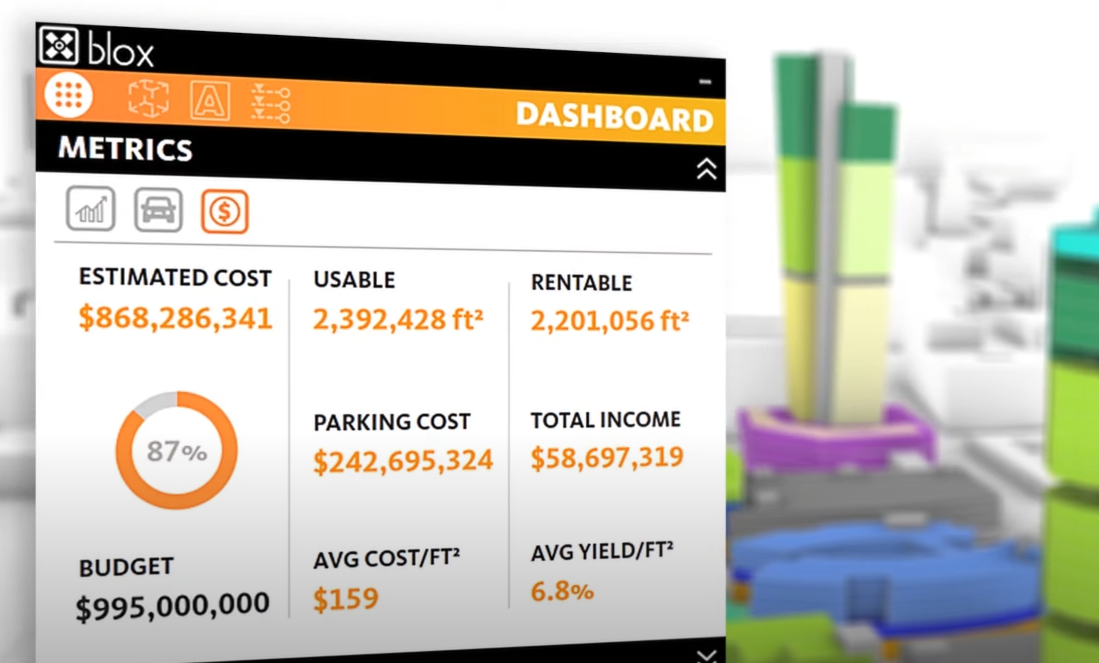 blox
DASHBOARD
METRICS
ESTIMATED COST
$868,286,341
USABLE
2,392,428 ft²
RENTABLE
2,201,056 ft²
87%
PARKING COST
$242,695,324
TOTAL INCOME
$58,697,319
BUDGET
$995,000,000
AVG COST/FT²
$159
AVG YIELD/FT²
6.8%